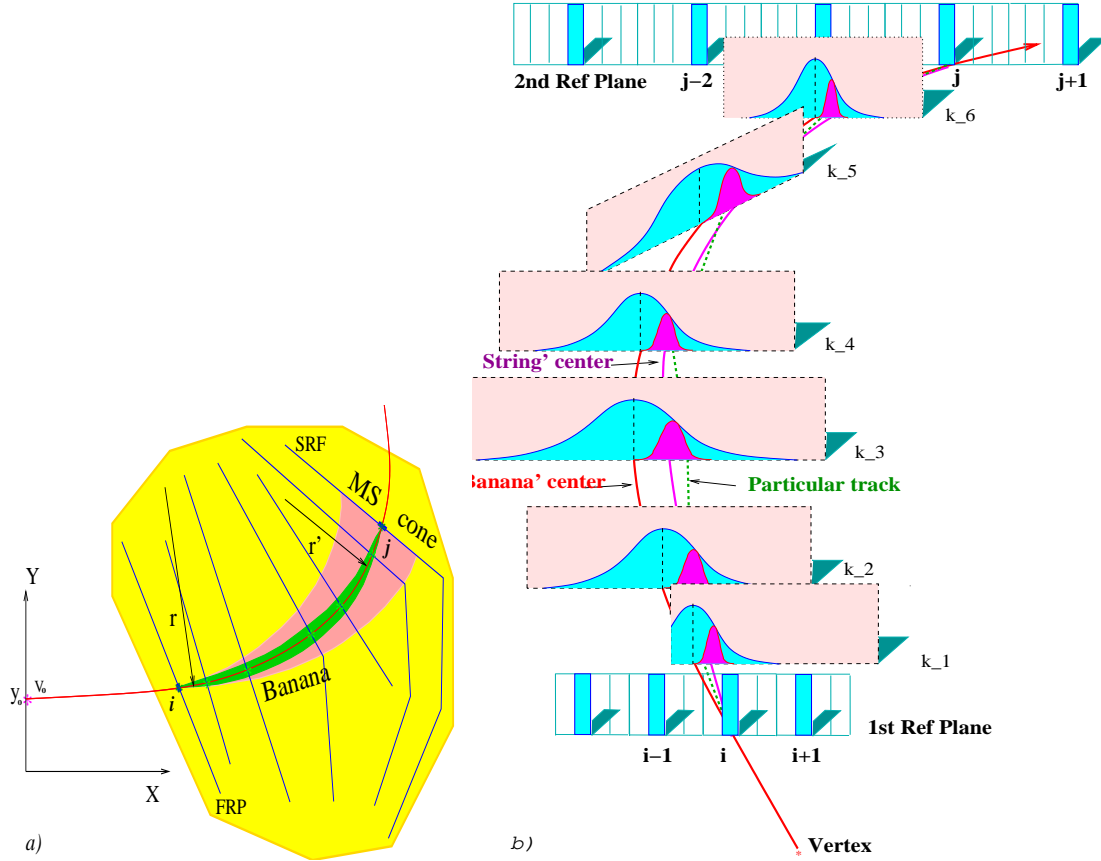 SRF
MS
cone
r'
j
Y
r
Banana
y₀
V₀
i
X
FRP
a)
2nd Ref Plane
j−2
j
j+1
k_6
k_5
k_4
String' center
k_3
Banana' center
Particular track
k_2
k_1
1st Ref Plane
i−1
i
i+1
b)
Vertex